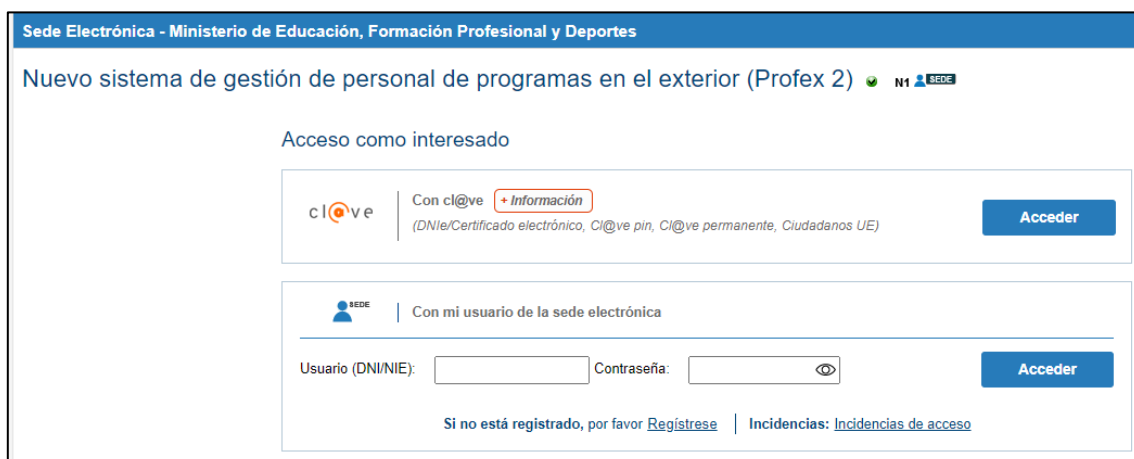 Sede Electrónica - Ministerio de Educación, Formación Profesional y Deportes
Nuevo sistema de gestión de personal de programas en el exterior (Profex 2) N1 SEDE
Acceso como interesado
cl@ve
Con cl@ve + Información
(DNIe/Certificado electrónico, Cl@ve pin, Cl@ve permanente, Ciudadanos UE)
Acceder
SEDE
Con mi usuario de la sede electrónica
Usuario (DNI/NIE): Contraseña: Acceder
Si no está registrado, por favor Regístrese Incidencias: Incidencias de acceso